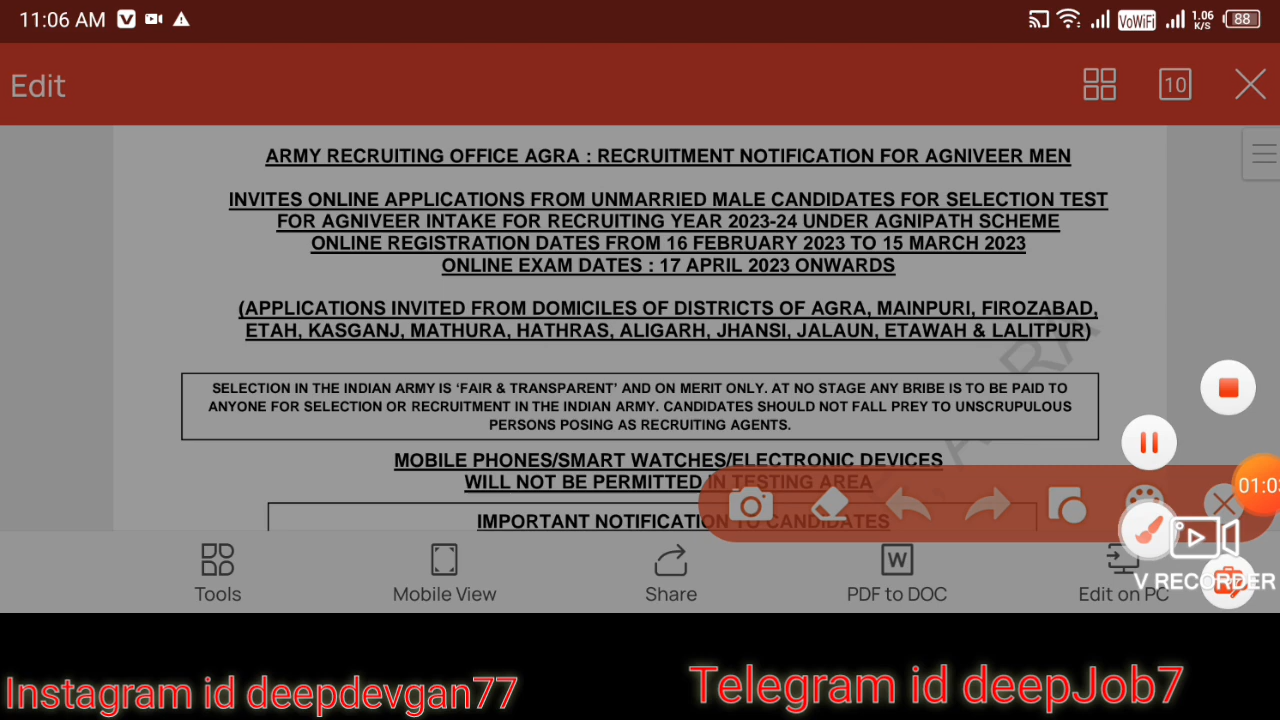 11:06 AM
VoWiFi
1.06
K/S
88
Edit
10
ARMY RECRUITING OFFICE AGRA : RECRUITMENT NOTIFICATION FOR AGNIVEER MEN
INVITES ONLINE APPLICATIONS FROM UNMARRIED MALE CANDIDATES FOR SELECTION TEST
FOR AGNIVEER INTAKE FOR RECRUITING YEAR 2023-24 UNDER AGNIPATH SCHEME
ONLINE REGISTRATION DATES FROM 16 FEBRUARY 2023 TO 15 MARCH 2023
ONLINE EXAM DATES : 17 APRIL 2023 ONWARDS
(APPLICATIONS INVITED FROM DOMICILES OF DISTRICTS OF AGRA, MAINPURI, FIROZABAD,
ETAH, KASGANJ, MATHURA, HATHRAS, ALIGARH, JHANSI, JALAUN, ETAWAH & LALITPUR)
SELECTION IN THE INDIAN ARMY IS ‘FAIR & TRANSPARENT’ AND ON MERIT ONLY. AT NO STAGE ANY BRIBE IS TO BE PAID TO
ANYONE FOR SELECTION OR RECRUITMENT IN THE INDIAN ARMY. CANDIDATES SHOULD NOT FALL PREY TO UNSCRUPULOUS
PERSONS POSING AS RECRUITING AGENTS.
MOBILE PHONES/SMART WATCHES/ELECTRONIC DEVICES
WILL NOT BE PERMITTED IN TESTING AREA
IMPORTANT NOTIFICATION TO CANDIDATES
Tools
Mobile View
Share
W
PDF to DOC
Edit on PC
V RECORDER
Instagram id deepdevgan77
Telegram id deepJob7